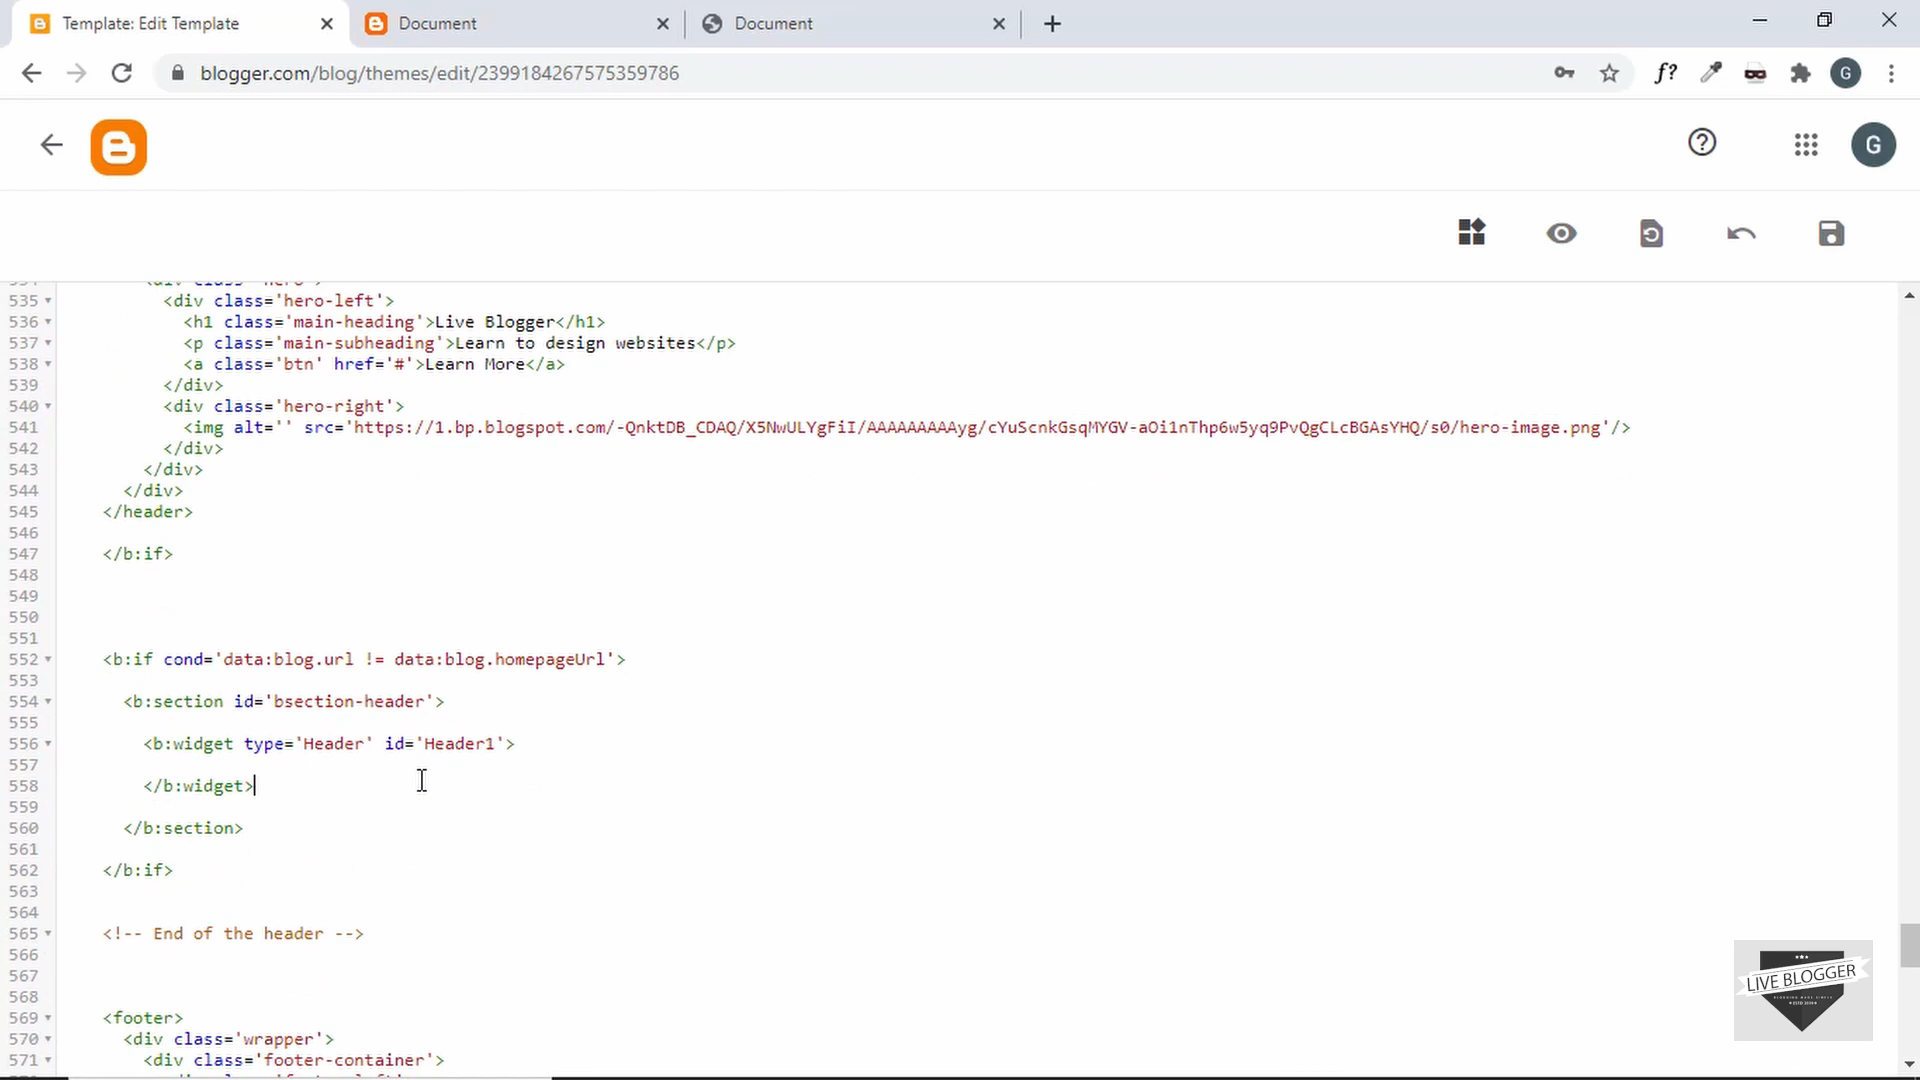 Template: Edit Template
Document
Document
blogger.com/blog/themes/edit/2399184267575359786
f?
G
G
535 <div class='hero-left'>
536 <h1 class='main-heading'>Live Blogger</h1>
537 <p class='main-subheading'>Learn to design websites</p>
538 <a class='btn' href='#'>Learn More</a>
539 </div>
540 <div class='hero-right'>
541 <img alt='' src='https://1.bp.blogspot.com/-QnktDB_CDAQ/X5NwULYgFiI/AAAAAAAAAyg/cYuScnkGsqMYGV-aOi1nThp6w5yq9PvQgCLcBGAsYHQ/s0/hero-image.png'/>
542 </div>
543 </div>
544 </div>
545 </header>
546
547 </b:if>
548
549
550
551
552 <b:if cond='data:blog.url != data:blog.homepageUrl'>
553
554 <b:section id='bsection-header'>
555
556 <b:widget type='Header' id='Header1'>
557
558 </b:widget>
559
560 </b:section>
561
562 </b:if>
563
564
565 <!-- End of the header -->
566
567
568
569 <footer>
570 <div class='wrapper'>
571 <div class='footer-container'>
LIVE BLOGGER